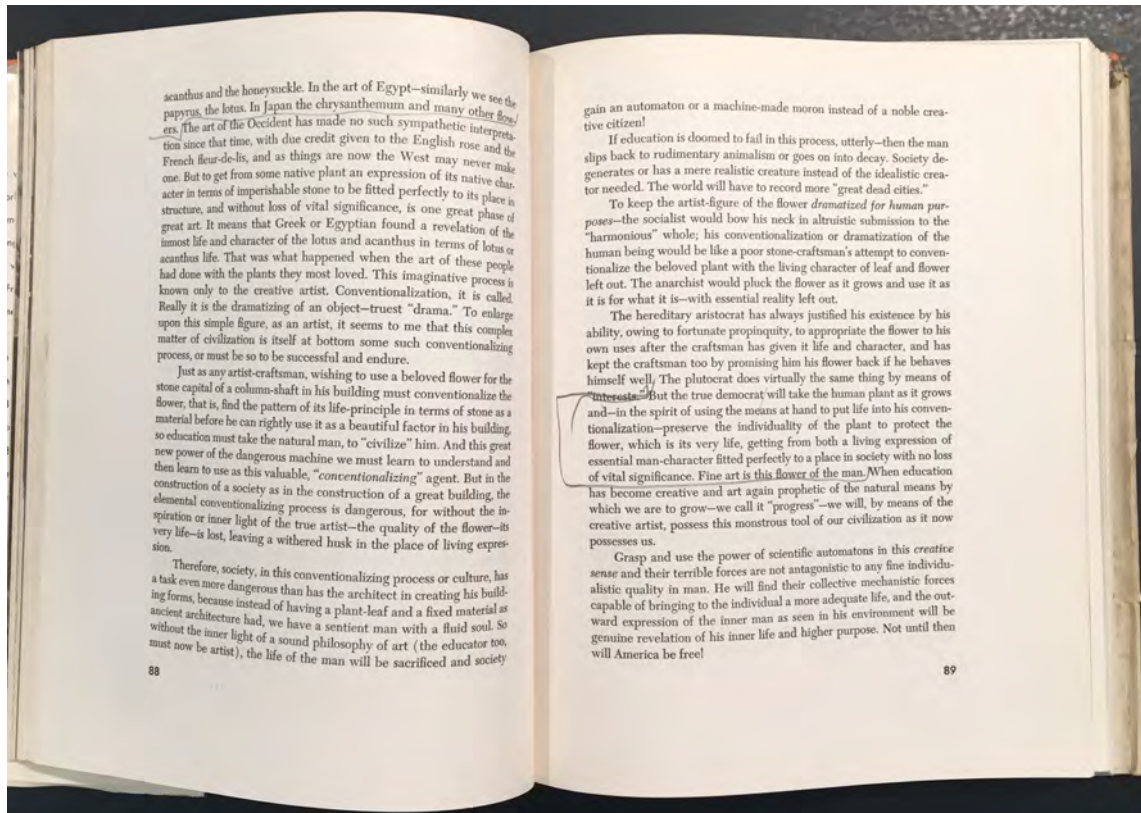 acanthus and the honeysuckle. In the art of Egypt—similarly we see the
papyrus, the lotus. In Japan the chrysanthemum and many other flow-
ers. The art of the Occident has made no such sympathetic interpreta-
tion since that time, with due credit given to the English rose and the
French fleur-de-lis, and as things are now the West may never make
one. But to get from some native plant an expression of its native char-
acter in terms of imperishable stone to be fitted perfectly to its place in
structure, and without loss of vital significance, is one great phase of
great art. It means that Greek or Egyptian found a revelation of the
inmost life and character of the lotus and acanthus in terms of lotus or
acanthus life. That was what happened when the art of these people
had done with the plants they most loved. This imaginative process is
known only to the creative artist. Conventionalization, it is called.
Really it is the dramatizing of an object—truest "drama." To enlarge
upon this simple figure, as an artist, it seems to me that this complex
matter of civilization is itself at bottom some such conventionalizing
process, or must be so to be successful and endure.
Just as any artist-craftsman, wishing to use a beloved flower for the
stone capital of a column-shaft in his building must conventionalize the
flower, that is, find the pattern of its life-principle in terms of stone as a
material before he can rightly use it as a beautiful factor in his building,
so education must take the natural man, to "civilize" him. And this great
new power of the dangerous machine we must learn to understand and
then learn to use as this valuable, "conventionalizing" agent. But in the
construction of a society as in the construction of a great building, the
elemental conventionalizing process is dangerous, for without the in-
spiration or inner light of the true artist—the quality of the flower—its
very life—is lost, leaving a withered husk in the place of living expres-
sion.
Therefore, society, in this conventionalizing process or culture, has
a task even more dangerous than has the architect in creating his build-
ing forms, because instead of having a plant-leaf and a fixed material as
ancient architecture had, we have a sentient man with a fluid soul. So
without the inner light of a sound philosophy of art (the educator too,
must now be artist), the life of the man will be sacrificed and society
88
gain an automaton or a machine-made moron instead of a noble crea-
tive citizen!
If education is doomed to fail in this process, utterly—then the man
slips back to rudimentary animalism or goes on into decay. Society de-
generates or has a mere realistic creature instead of the idealistic crea-
tor needed. The world will have to record more "great dead cities."
To keep the artist-figure of the flower dramatized for human pur-
poses—the socialist would bow his neck in altruistic submission to the
"harmonious" whole; his conventionalization or dramatization of the
human being would be like a poor stone-craftsman's attempt to conven-
tionalize the beloved plant with the living character of leaf and flower
left out. The anarchist would pluck the flower as it grows and use it as
it is for what it is—with essential reality left out.
The hereditary aristocrat has always justified his existence by his
ability, owing to fortunate propinquity, to appropriate the flower to his
own uses after the craftsman has given it life and character, and has
kept the craftsman too by promising him his flower back if he behaves
himself well. The plutocrat does virtually the same thing by means of
"interests." But the true democrat will take the human plant as it grows
and—in the spirit of using the means at hand to put life into his conven-
tionalization—preserve the individuality of the plant to protect the
flower, which is its very life, getting from both a living expression of
essential man-character fitted perfectly to a place in society with no loss
of vital significance. Fine art is this flower of the man. When education
has become creative and art again prophetic of the natural means by
which we are to grow—we call it "progress"—we will, by means of the
creative artist, possess this monstrous tool of our civilization as it now
possesses us.
Grasp and use the power of scientific automatons in this creative
sense and their terrible forces are not antagonistic to any fine individu-
alistic quality in man. He will find their collective mechanistic forces
capable of bringing to the individual a more adequate life, and the out-
ward expression of the inner man as seen in his environment will be
genuine revelation of his inner life and higher purpose. Not until then
will America be free!
89